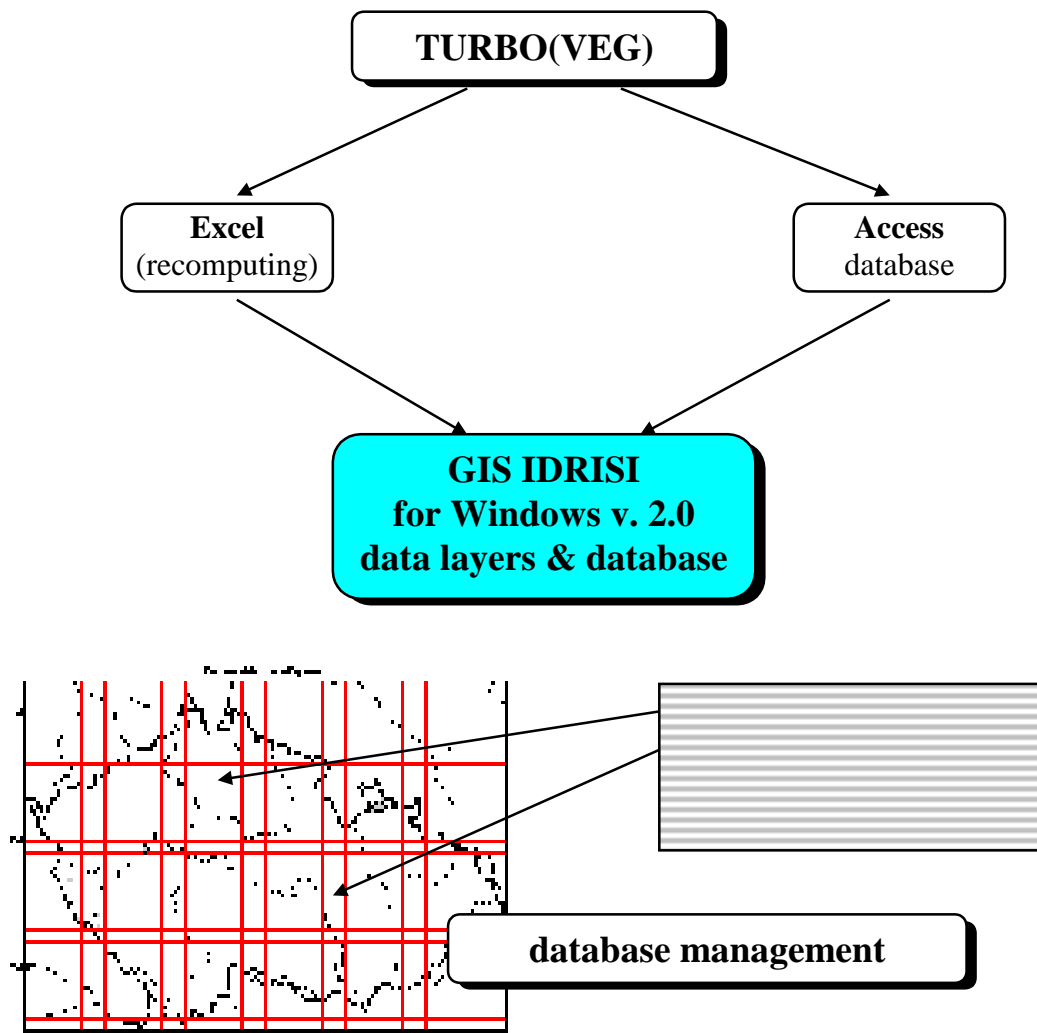 TURBO(VEG)
Excel
(recomputing)
Access
database
GIS IDRISI
for Windows v. 2.0
data layers & database
database management